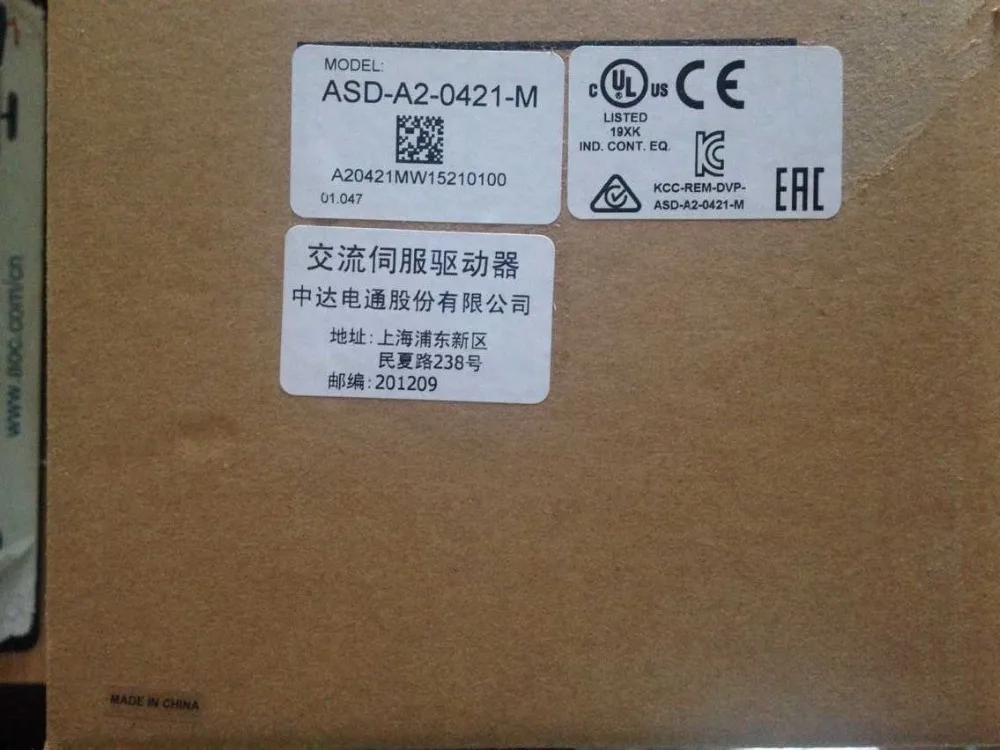 MODEL:
ASD-A2-0421-M
A20421MW15210100
01.047
C UL US CE
LISTED
19XK
IND. CONT. EQ.
KC
KCC-REM-DVP-
ASD-A2-0421-M
EAC
交流伺服驱动器
中达电通股份有限公司
地址:上海浦东新区
民夏路238号
邮编:201209
MADE IN CHINA